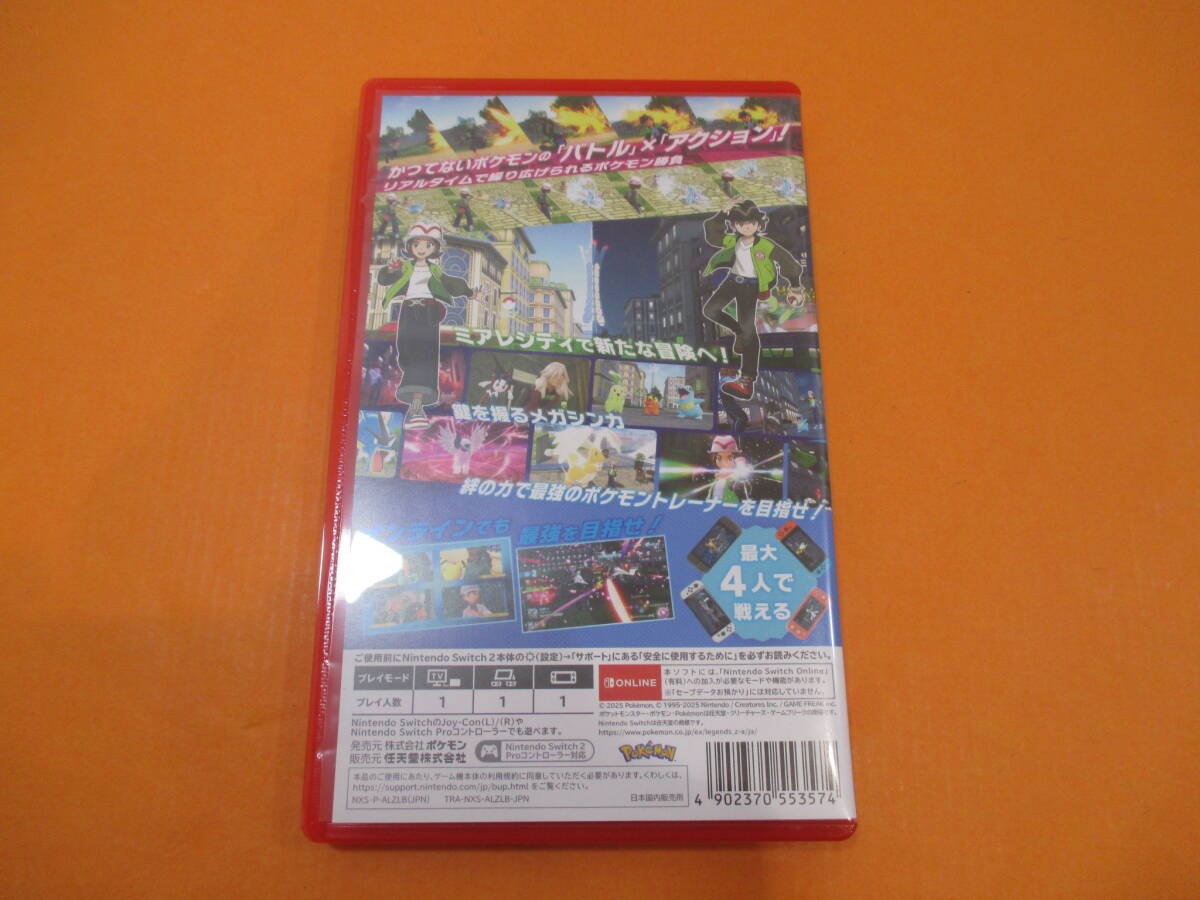 かつてないポケモンの「バトル」×「アクション」!
リアルタイムで繰り広げられるポケモン勝負
ミアレシティで新たな冒険へ!
鍵を握るメガシンカ
絆の力で最強のポケモントレーナーを目指せ!
オンラインでも 最強を目指せ!
最大
4人で
戦える
ご使用前にNintendo Switch 2本体の(設定)→「サポート」にある「安全に使用するために」を必ずお読みください。
プレイモード TV
プレイ人数 1 1 1
ONLINE
本ソフトには、「Nintendo Switch Online」
(有料)への加入が必要なモードや機能があります。
※「セーブデータお預かり」には対応していません。
Nintendo SwitchのJoy-Con(L)/(R)や
Nintendo Switch Proコントローラーでも遊べます。
© 2025 Pokémon. © 1995-2025 Nintendo / Creatures Inc. / GAME FREAK inc.
ポケットモンスター・ポケモン・Pokémonは任天堂・クリーチャーズ・ゲームフリークの商標です。
Nintendo Switchは任天堂の商標です。
https://www.pokemon.co.jp/ex/legends_z-a/ja/
発売元 株式会社ポケモン
販売元 任天堂株式会社
Nintendo Switch 2
Proコントローラー対応
POKéMON
本品のご使用にあたり、ゲーム機本体の利用規約に同意していただく必要があります。くわしくは、
https://support.nintendo.com/jp/bup.html をご覧ください。
NXS-P-ALZLB(JPN) TRA-NXS-ALZLB-JPN 日本国内販売用
4 902370 553574